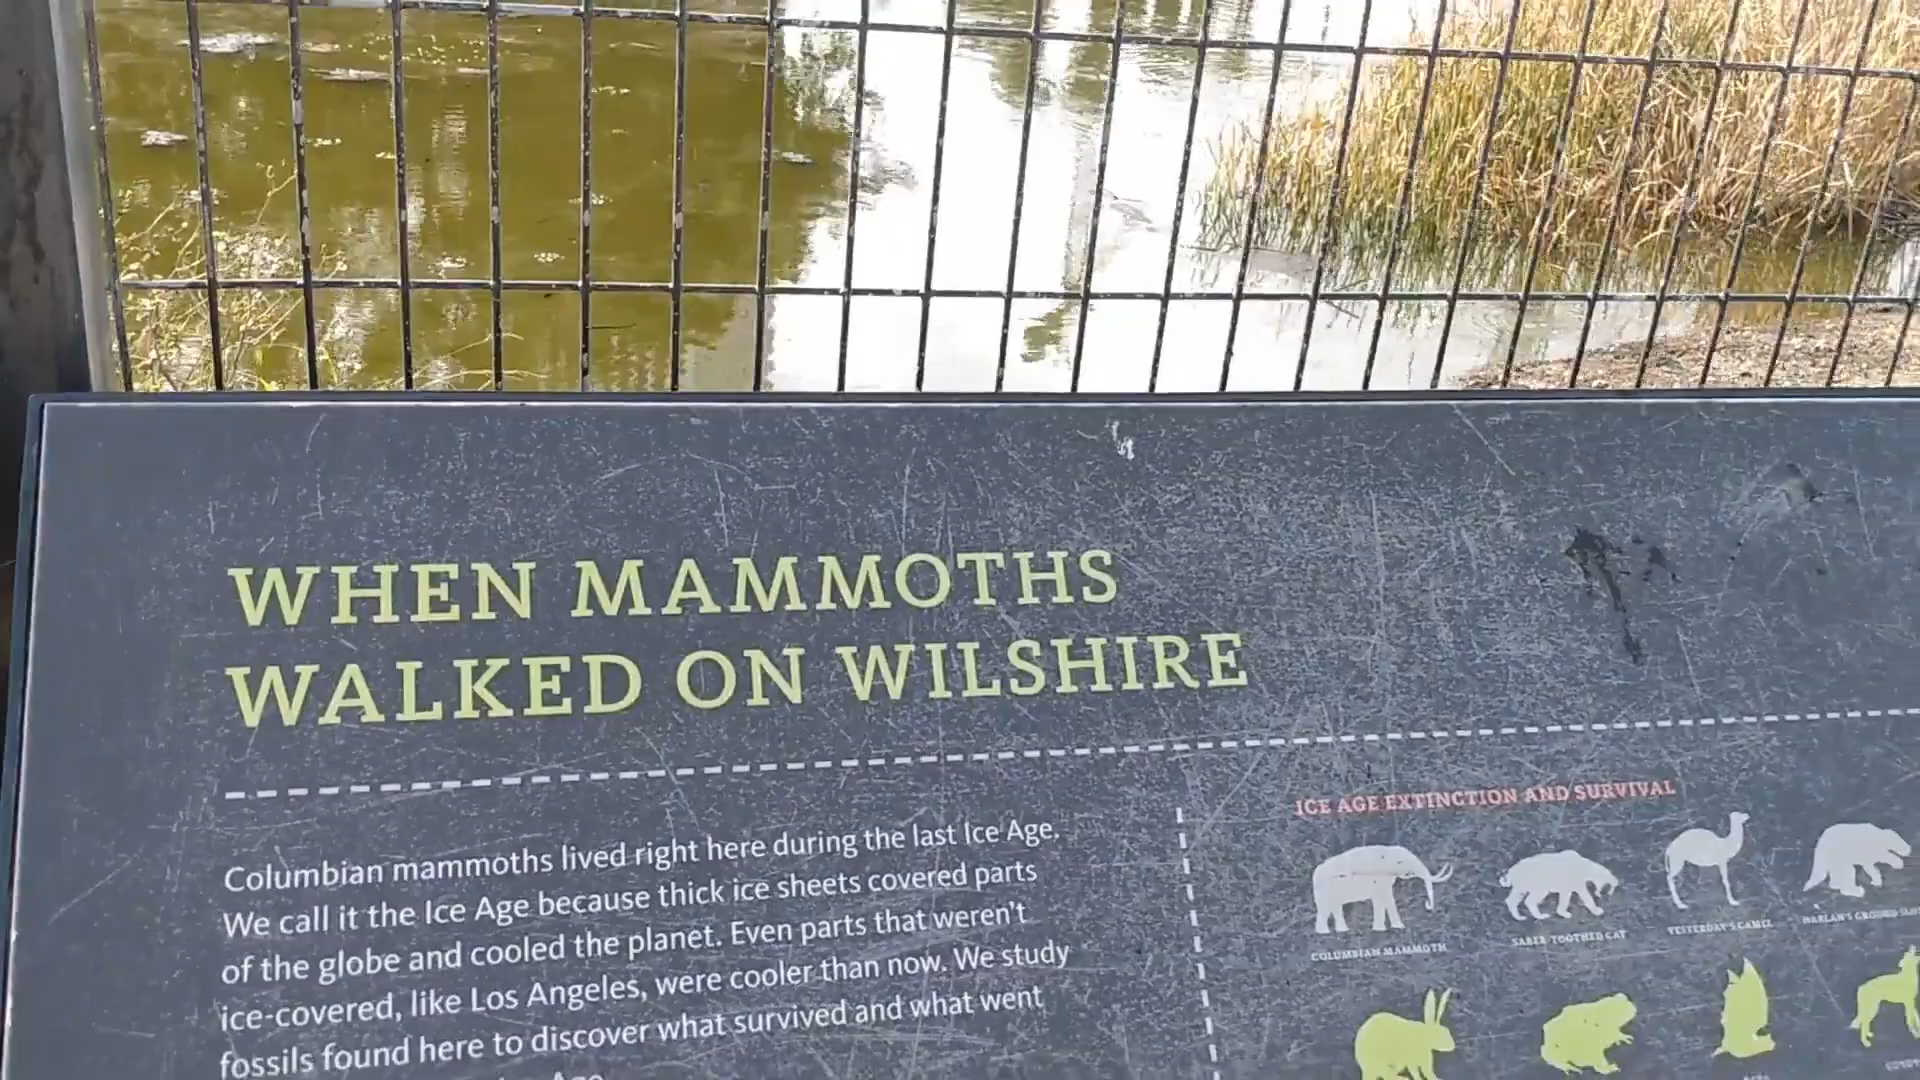 WHEN MAMMOTHS
WALKED ON WILSHIRE
Columbian mammoths lived right here during the last Ice Age.
We call it the Ice Age because thick ice sheets covered parts
of the globe and cooled the planet. Even parts that weren't
ice-covered, like Los Angeles, were cooler than now. We study
fossils found here to discover what survived and what went
Age
ICE AGE EXTINCTION AND SURVIVAL
COLUMBIAN MAMMOTH
SABER-TOOTHED CAT
YESTERDAY'S CAMEL
HARLAN'S GROUND